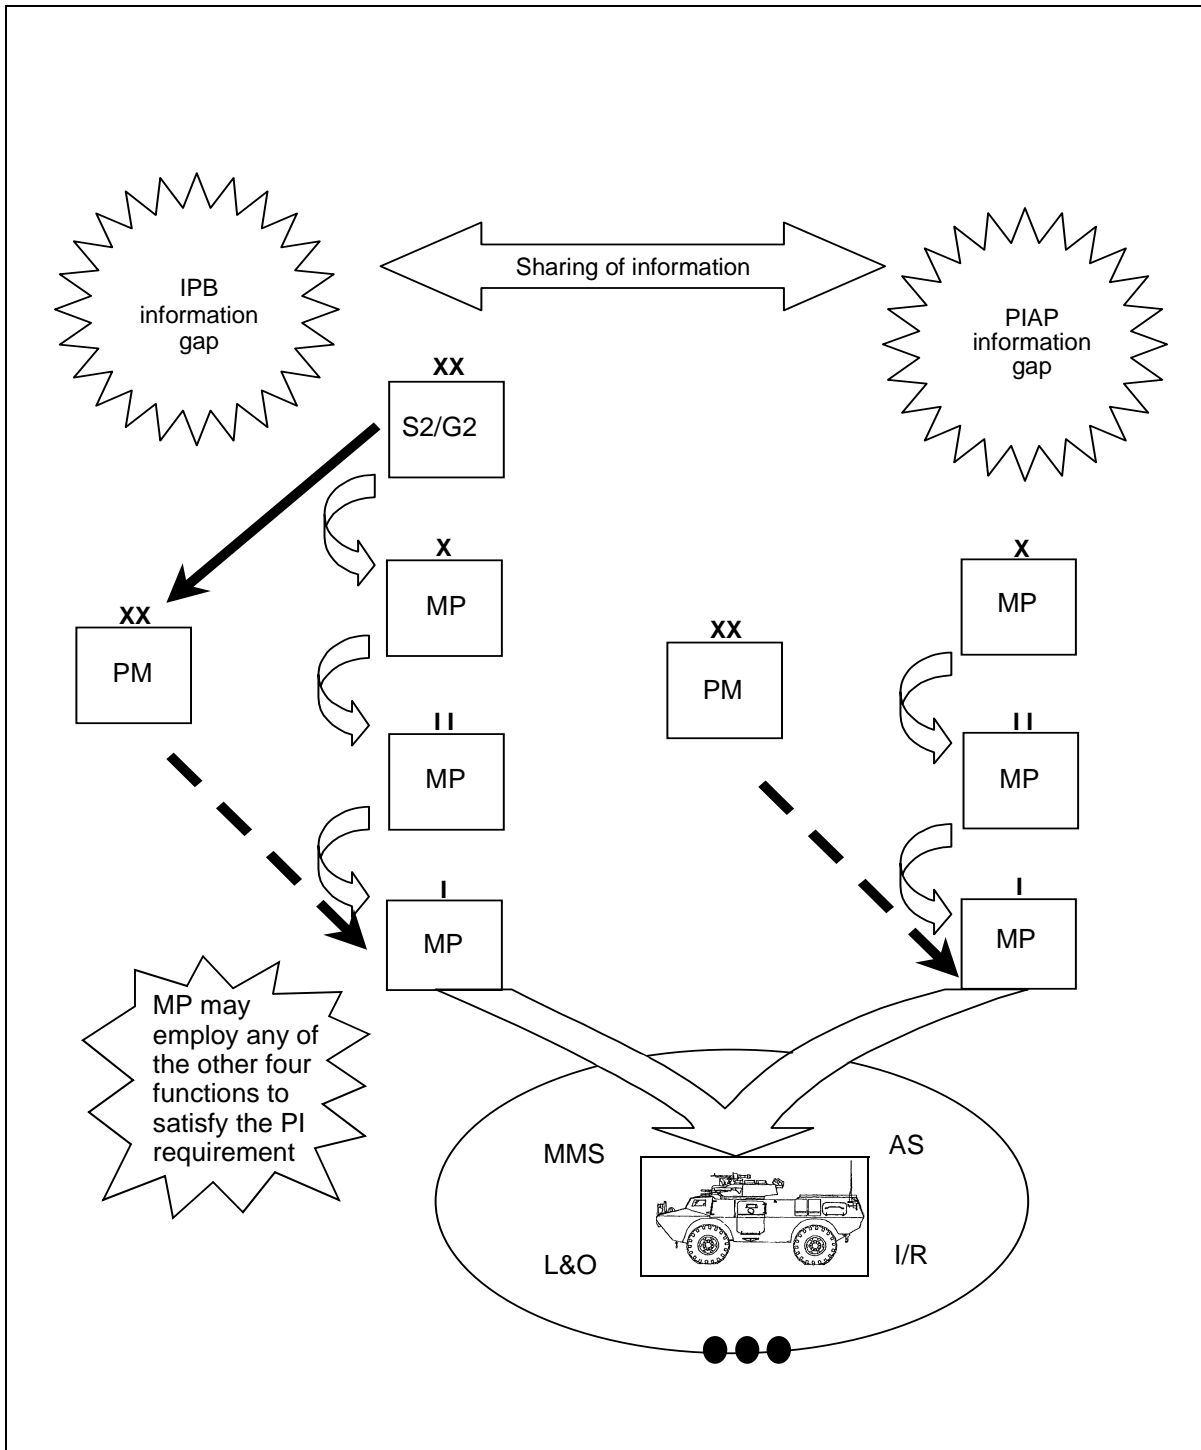 IPB
information
gap
Sharing of information
PIAP
information
gap
XX
S2/G2
X
MP
XX
PM
I I
MP
I
MP
X
MP
XX
PM
I I
MP
I
MP
MP may
employ any of
the other four
functions to
satisfy the PI
requirement
MMS
AS
L&O
I/R